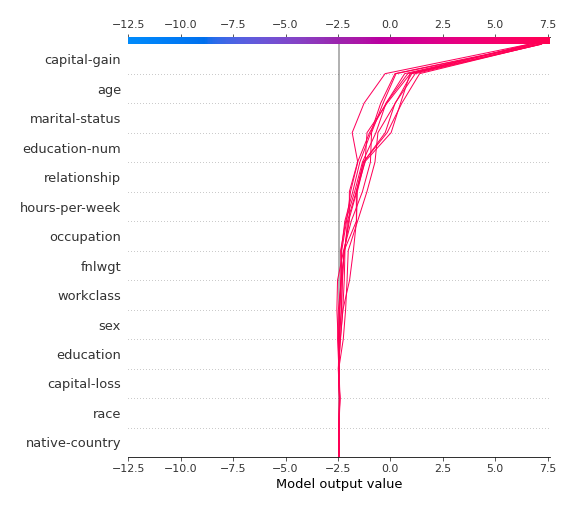 −12.5 −10.0 −7.5 −5.0 −2.5 0.0 2.5 5.0 7.5
capital-gain
age
marital-status
education-num
relationship
hours-per-week
occupation
fnlwgt
workclass
sex
education
capital-loss
race
native-country
−12.5 −10.0 −7.5 −5.0 −2.5 0.0 2.5 5.0 7.5
Model output value